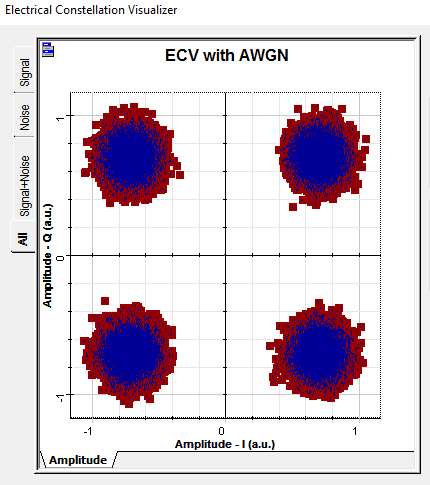 Electrical Constellation Visualizer
ECV with AWGN
Signal
Noise
Signal+Noise
All
Amplitude - Q (a.u.)
1
0
-1
-1
0
1
Amplitude - I (a.u.)
Amplitude